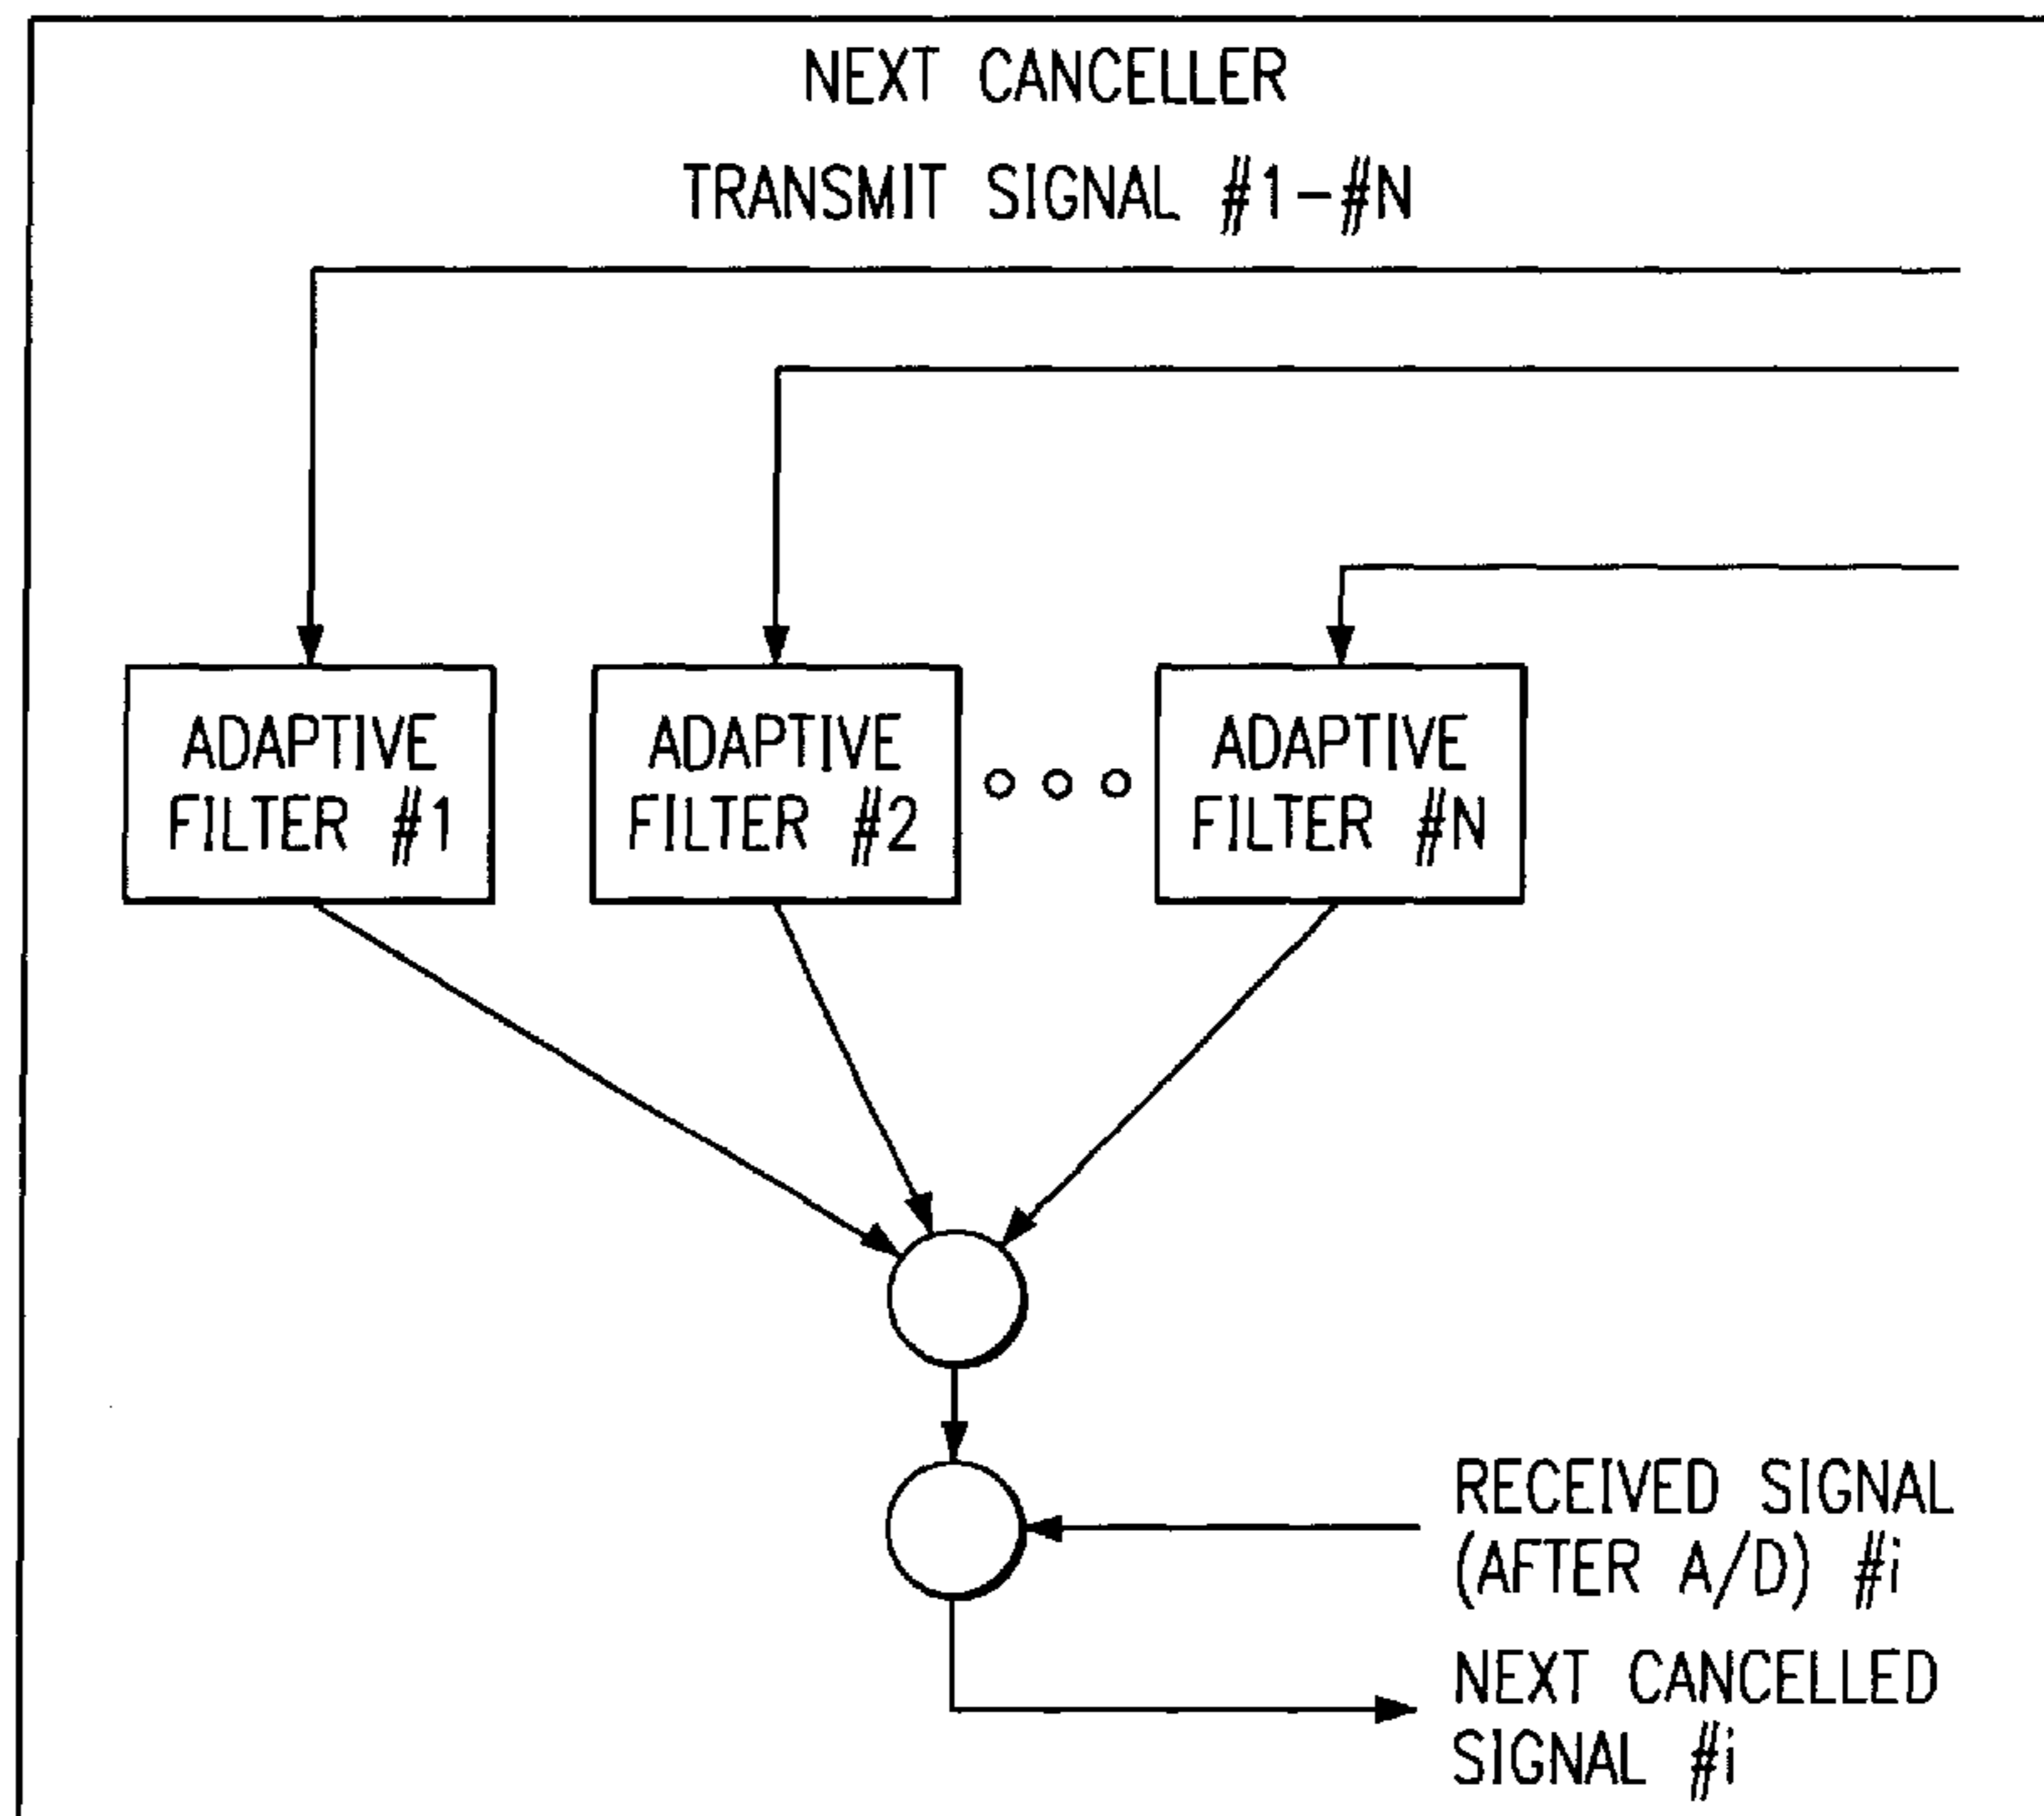 NEXT CANCELLER
TRANSMIT SIGNAL #1-#N
ADAPTIVE
FILTER #1
ADAPTIVE
FILTER #2
ADAPTIVE
FILTER #N
RECEIVED SIGNAL
(AFTER A/D) #i
NEXT CANCELLED
SIGNAL #i